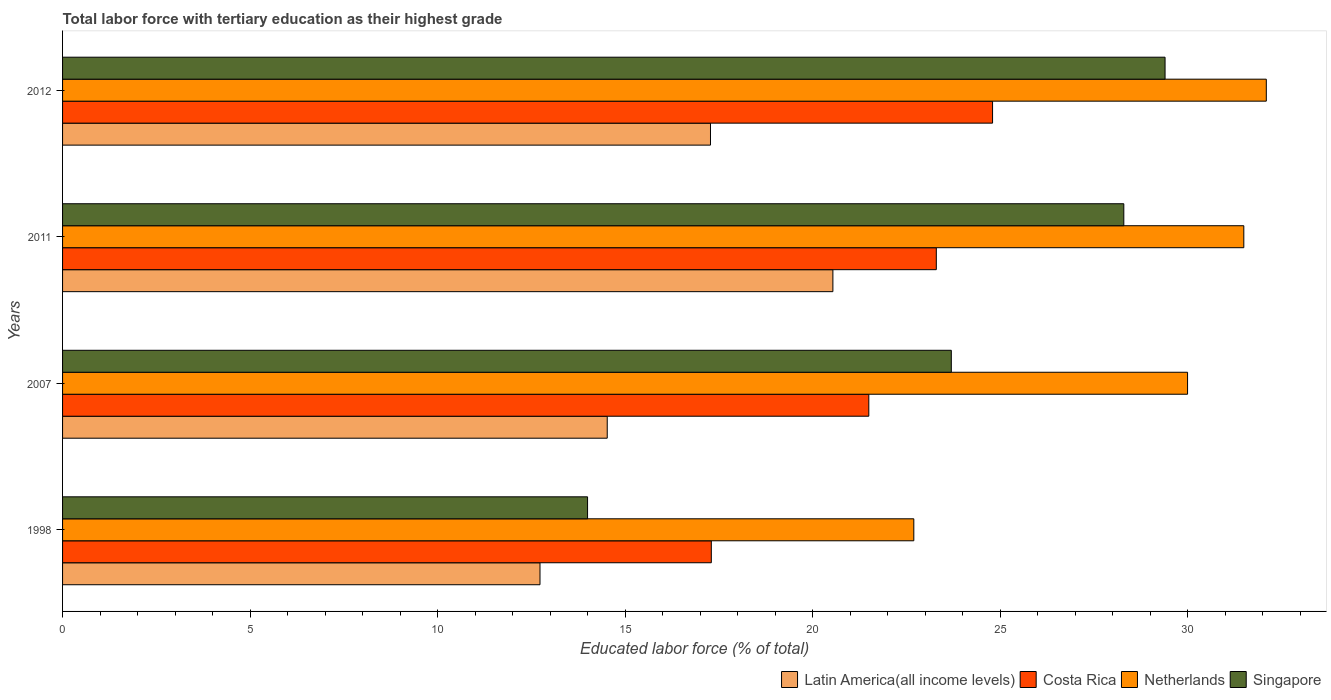 Total labor force with tertiary education as their highest grade
2012
2011
2007
1998
Years
0
5
10
15
20
25
30
Educated labor force (% of total)
Latin America(all income levels)
Costa Rica
Netherlands
Singapore